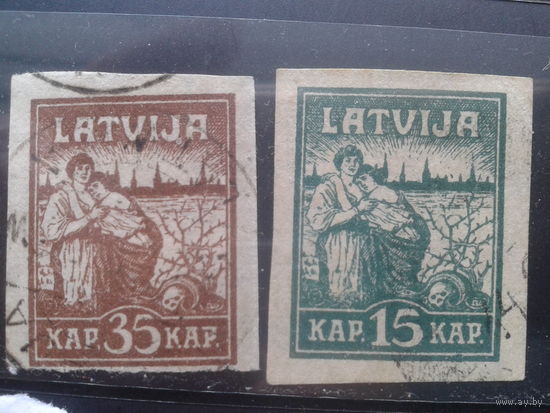 LATVIJA
KAP. 35 KAP.
LATVIJA
KAP. 15 KAP.
www.ay.by